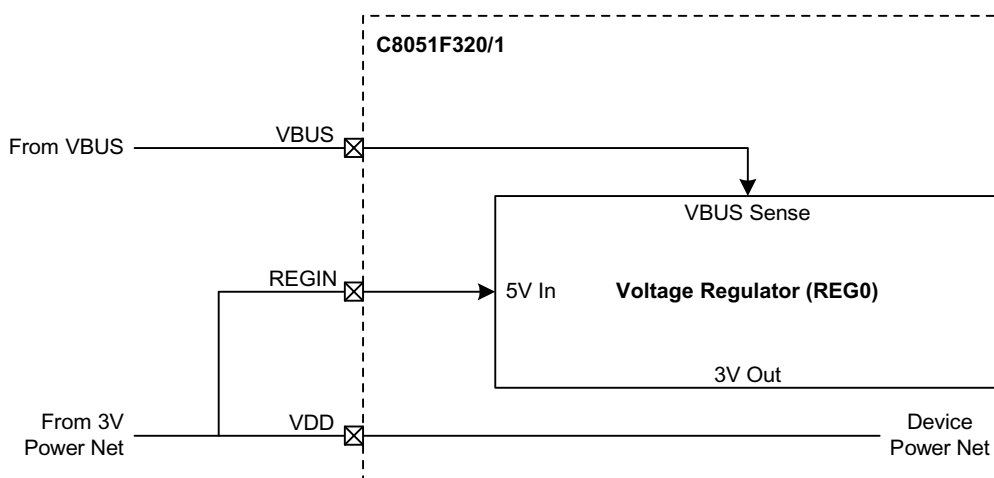 C8051F320/1
From VBUS
VBUS
VBUS Sense
REGIN
5V In
Voltage Regulator (REG0)
3V Out
From 3V
Power Net
VDD
Device
Power Net